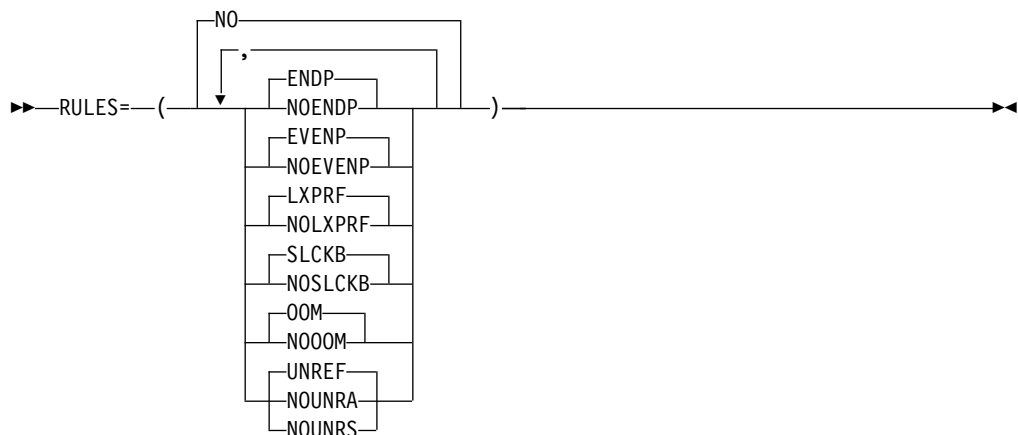 NO
,
ENDP
RULES= ( NOENDP )
EVENP
NOEVENP
LXPRF
NOLXPRF
SLCKB
NOSLCKB
OOM
NOOOM
UNREF
NOUNRA
NOUNRS